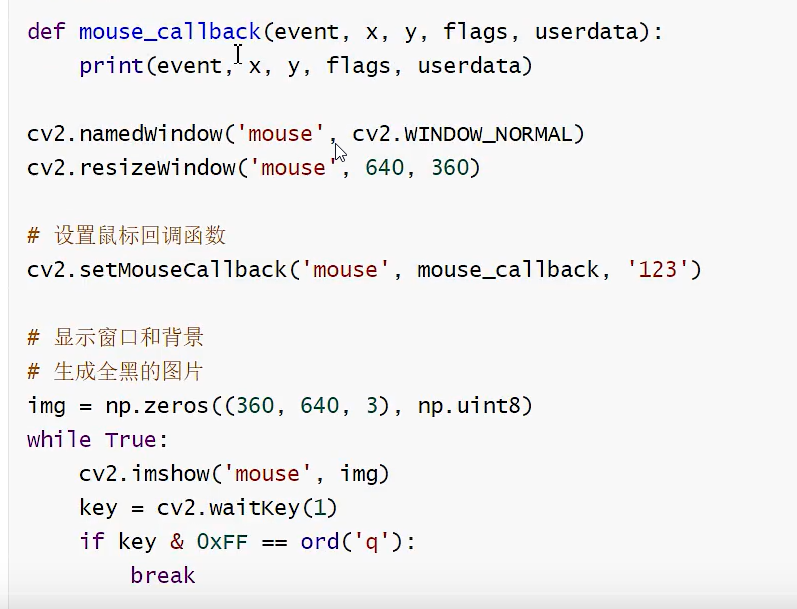 def mouse_callback(event, x, y, flags, userdata):
    print(event, x, y, flags, userdata)
cv2.namedWindow('mouse', cv2.WINDOW_NORMAL)
cv2.resizeWindow('mouse', 640, 360)
# 设置鼠标回调函数
cv2.setMouseCallback('mouse', mouse_callback, '123')
# 显示窗口和背景
# 生成全黑的图片
img = np.zeros((360, 640, 3), np.uint8)
while True:
    cv2.imshow('mouse', img)
    key = cv2.waitKey(1)
    if key & 0xFF == ord('q'):
        break